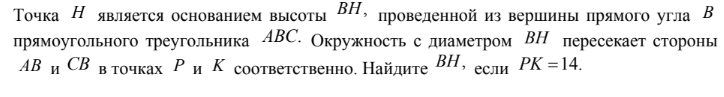 Точка H является основанием высоты BH, проведенной из вершины прямого угла B
прямоугольного треугольника ABC. Окружность с диаметром BH пересекает стороны
AB и CB в точках P и K соответственно. Найдите BH, если PK =14.